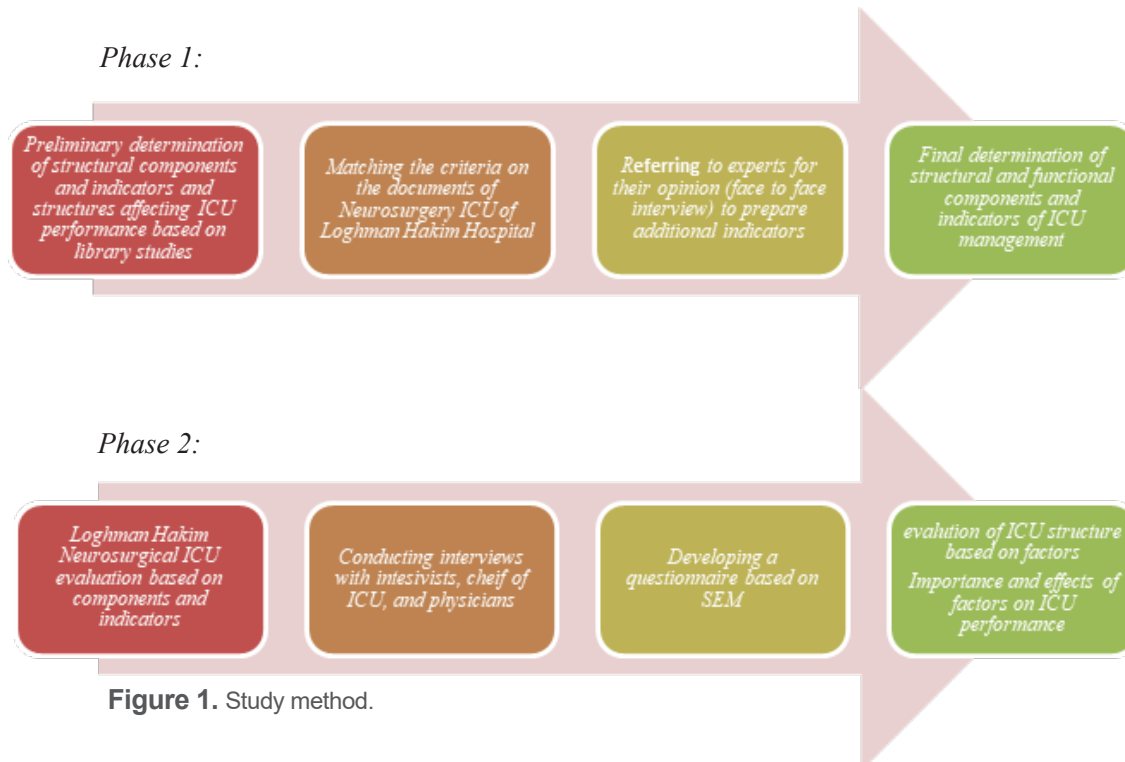 Phase 1:
Preliminary determination
of structural components
and indicators and
structures affecting ICU
performance based on
library studies
Matching the criteria on
the documents of
Neurosurgery ICU of
Loghman Hakim Hospital
Referring to experts for
their opinion (face to face
interview) to prepare
additional indicators
Final determination of
structural and functional
components and
indicators of ICU
management
Phase 2:
Loghman Hakim
Neurosurgical ICU
evaluation based on
components and
indicators
Conducting interviews
with intesivists, cheif of
ICU, and physicians
Developing a
questionnaire based on
SEM
evalution of ICU structure
based on factors
Importance and effects of
factors on ICU
performance
Figure 1. Study method.